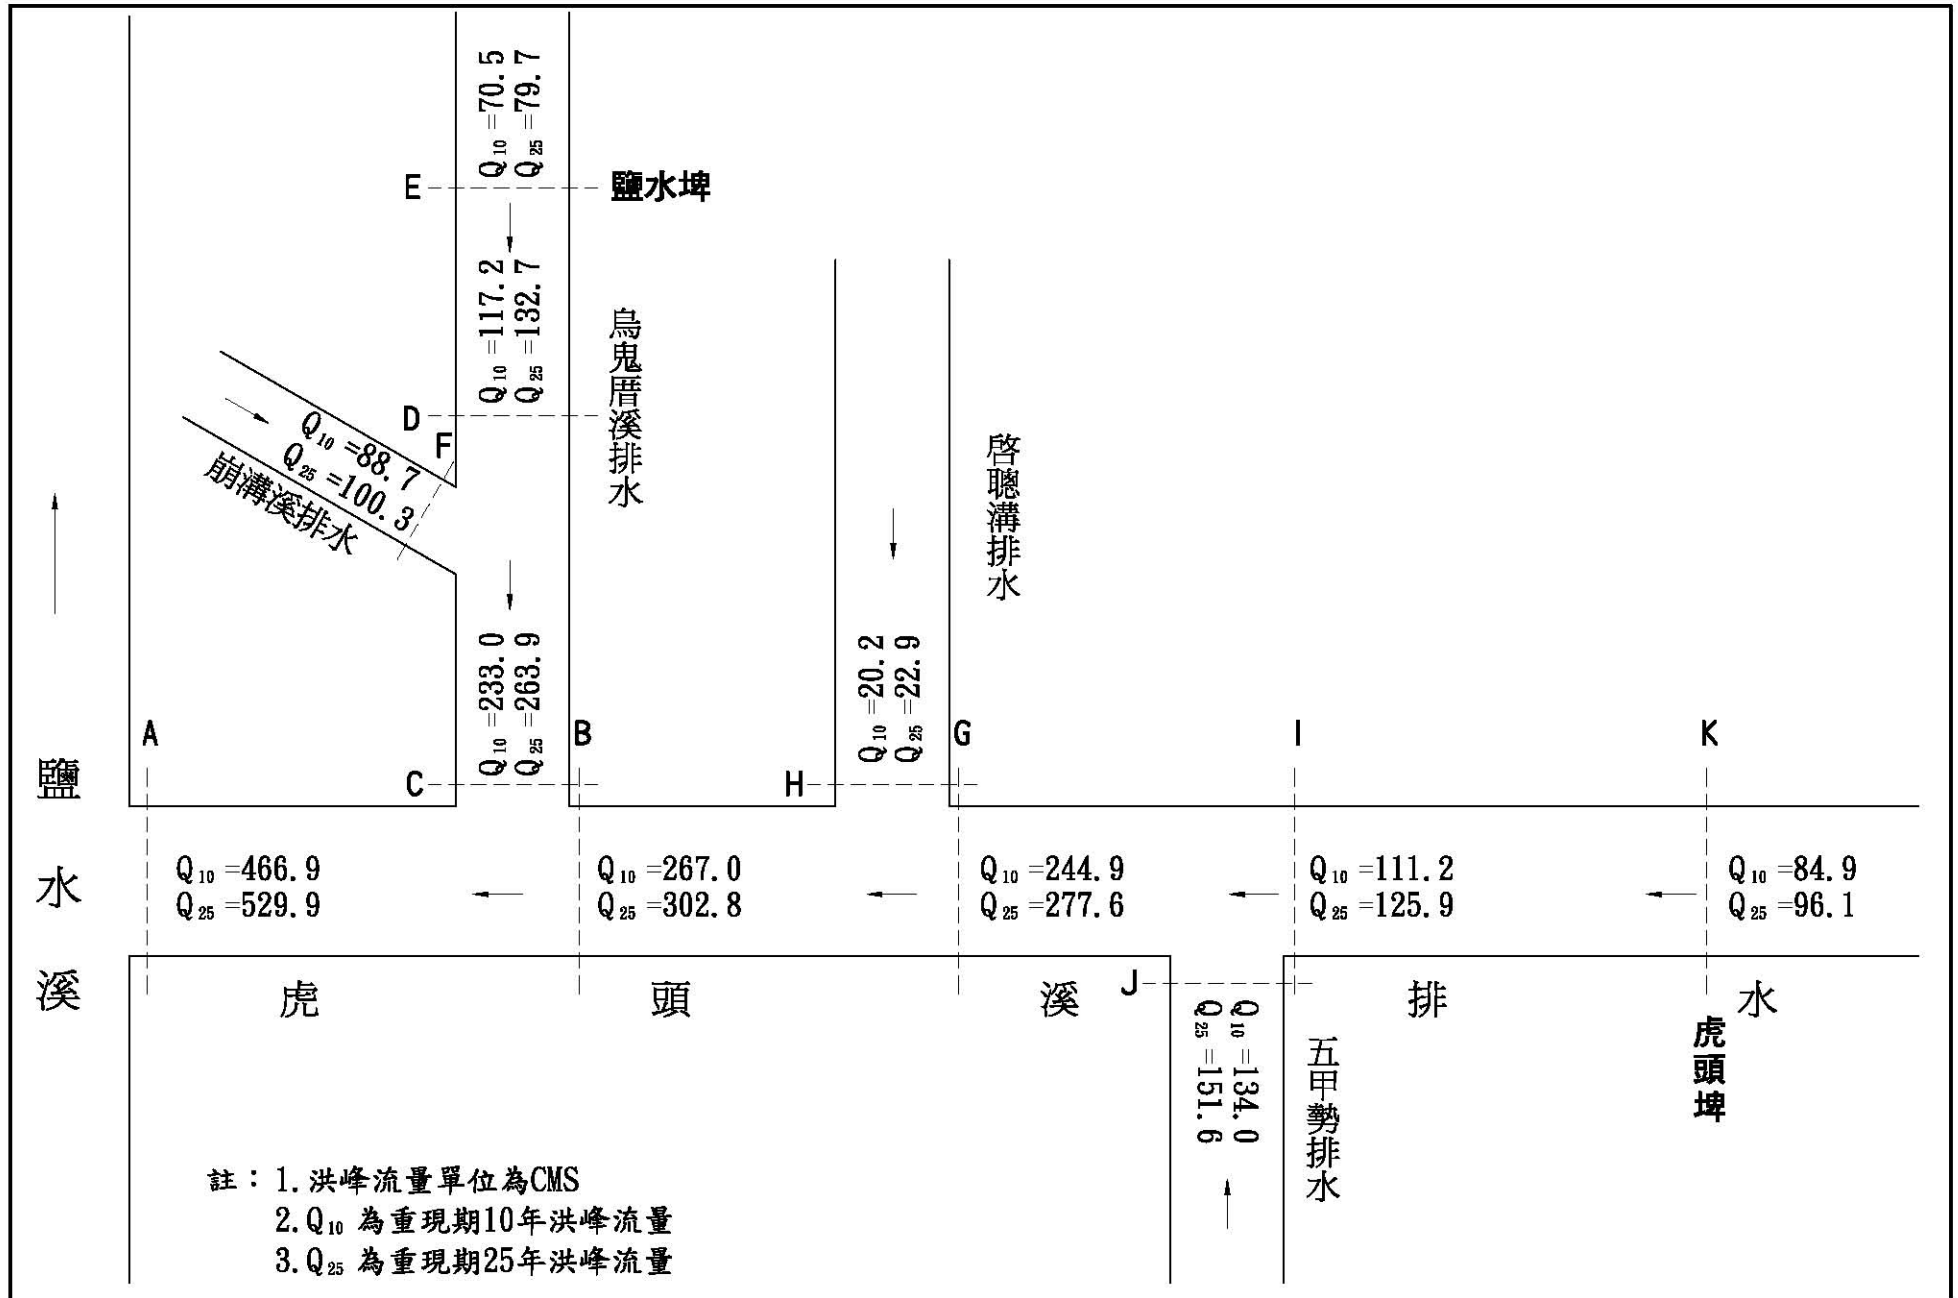 Q10 =70.5
Q25 =79.7
E
鹽水埤
Q10 =117.2
Q25 =132.7
烏鬼厝溪排水
D
F
Q10 =88.7
Q25 =100.3
崩溝溪排水
啓聰溝排水
Q10 =233.0
Q25 =263.9
Q10 =20.2
Q25 =22.9
A
B
G
I
K
C
H
鹽水溪
Q10 =466.9
Q25 =529.9
Q10 =267.0
Q25 =302.8
Q10 =244.9
Q25 =277.6
Q10 =111.2
Q25 =125.9
Q10 =84.9
Q25 =96.1
虎頭溪排水
J
Q10 =134.0
Q25 =151.6
五甲勢排水
虎頭埤
註：1.洪峰流量單位為CMS
2.Q10 為重現期10年洪峰流量
3.Q25 為重現期25年洪峰流量